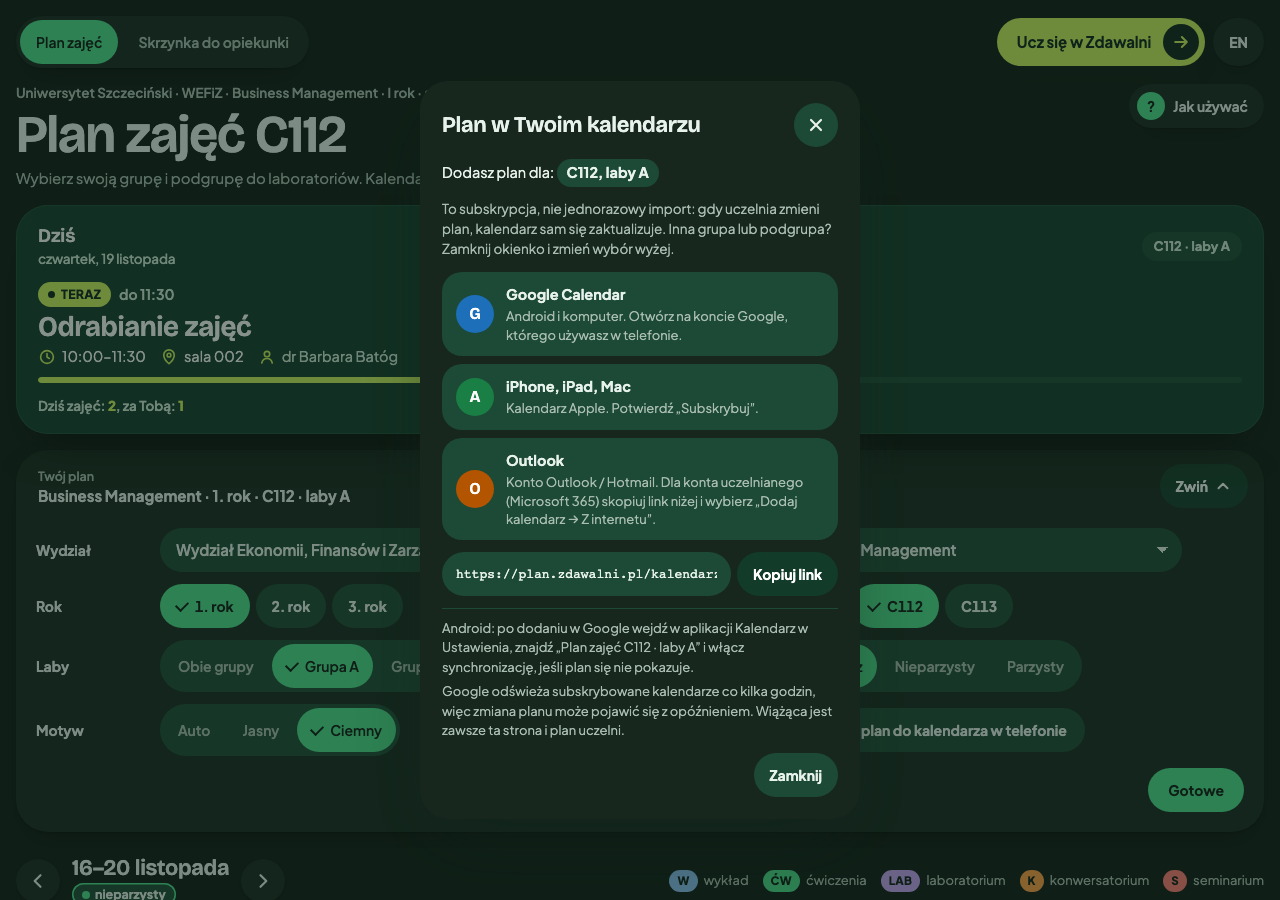 Plan zajęć
Skrzynka do opiekunki
Ucz się w Zdawalni
EN
Uniwersytet Szczeciński · WEFiZ · Business Management · I rok ·
Jak używać
?
Plan zajęć C112
Wybierz swoją grupę i podgrupę do laboratoriów.
Dziś
czwartek, 19 listopada
C112 · laby A
TERAZ do 11:30
Odrabianie zajęć
10:00–11:30 sala 002 dr Barbara Batóg
Dziś zajęć: 2, za Tobą: 1
Twój plan
Business Management · 1. rok · C112 · laby A
Zwiń
Wydział
Wydział Ekonomii, Finansów i
Management
Rok
1. rok
2. rok
3. rok
C112
C113
Laby
Obie grupy
Grupa A
Nieparzysty
Parzysty
Motyw
Auto
Jasny
Ciemny
plan do kalendarza w telefonie
Gotowe
16–20 listopada
nieparzysty
W wykład
ĆW ćwiczenia
LAB laboratorium
K konwersatorium
S seminarium
Plan w Twoim kalendarzu
Dodasz plan dla: C112, laby A
To subskrypcja, nie jednorazowy import: gdy uczelnia zmieni
plan, kalendarz sam się zaktualizuje. Inna grupa lub podgrupa?
Zamknij okienko i zmień wybór wyżej.
G
Google Calendar
Android i komputer. Otwórz na koncie Google,
którego używasz w telefonie.
A
iPhone, iPad, Mac
Kalendarz Apple. Potwierdź „Subskrybuj”.
O
Outlook
Konto Outlook / Hotmail. Dla konta uczelnianego
(Microsoft 365) skopiuj link niżej i wybierz „Dodaj
kalendarz → Z internetu”.
https://plan.zdawalni.pl/kalendar
Kopiuj link
Android: po dodaniu w Google wejdź w aplikacji Kalendarz w
Ustawienia, znajdź „Plan zajęć C112 · laby A” i włącz
synchronizację, jeśli plan się nie pokazuje.
Google odświeża subskrybowane kalendarze co kilka godzin,
więc zmiana planu może pojawić się z opóźnieniem. Wiążąca jest
zawsze ta strona i plan uczelni.
Zamknij